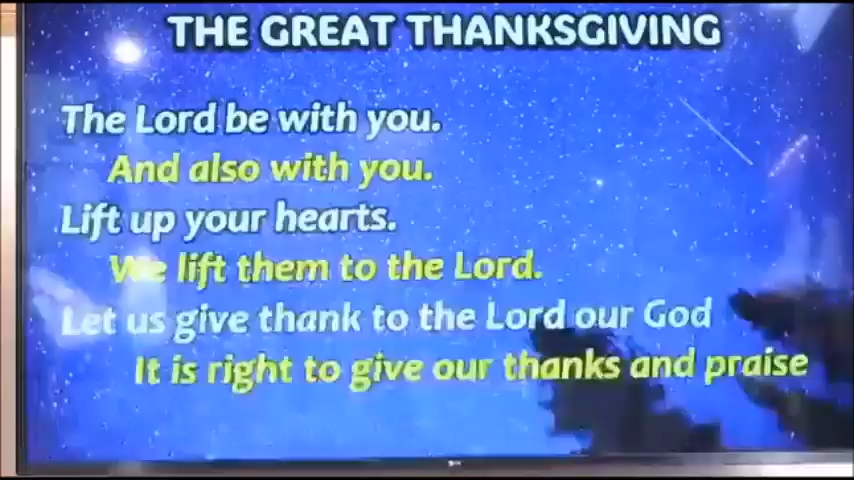 THE GREAT THANKSGIVING
The Lord be with you.
And also with you.
Lift up your hearts.
We lift them to the Lord.
Let us give thank to the Lord our God
It is right to give our thanks and praise